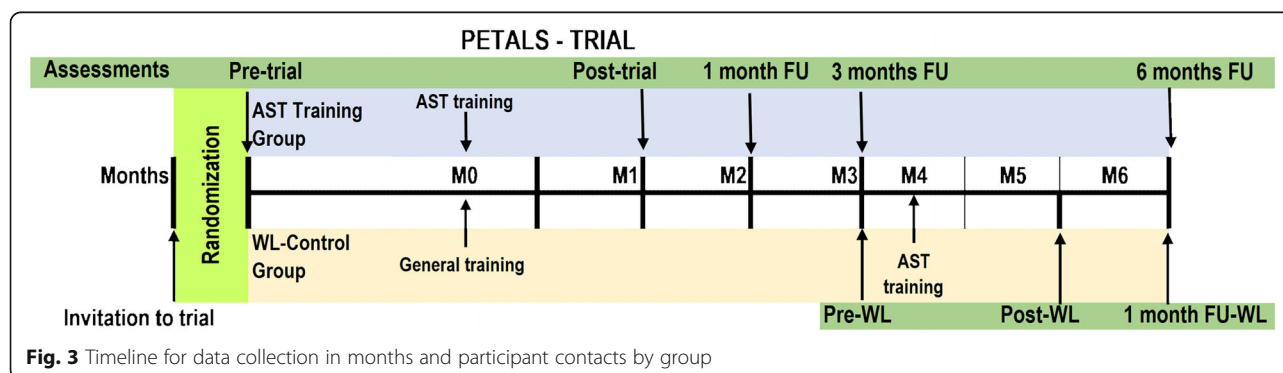 PETALS - TRIAL
Assessments Pre-trial Post-trial 1 month FU 3 months FU 6 months FU
AST Training
Group
AST training
Randomization
Months M0 M1 M2 M3 M4 M5 M6
WL-Control
Group
General training
AST
training
Invitation to trial
Pre-WL Post-WL 1 month FU-WL
Fig. 3 Timeline for data collection in months and participant contacts by group